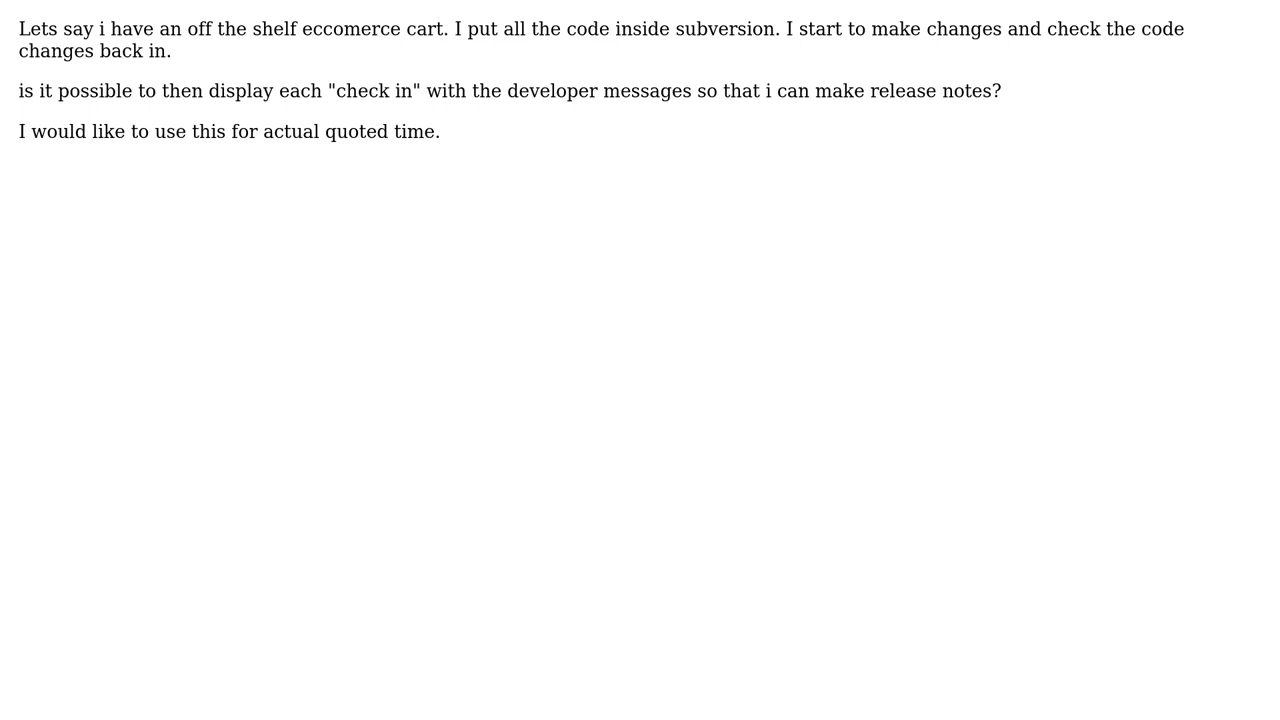 Lets say i have an off the shelf eccomerce cart. I put all the code inside subversion. I start to make changes and check the code
changes back in.
is it possible to then display each "check in" with the developer messages so that i can make release notes?
I would like to use this for actual quoted time.